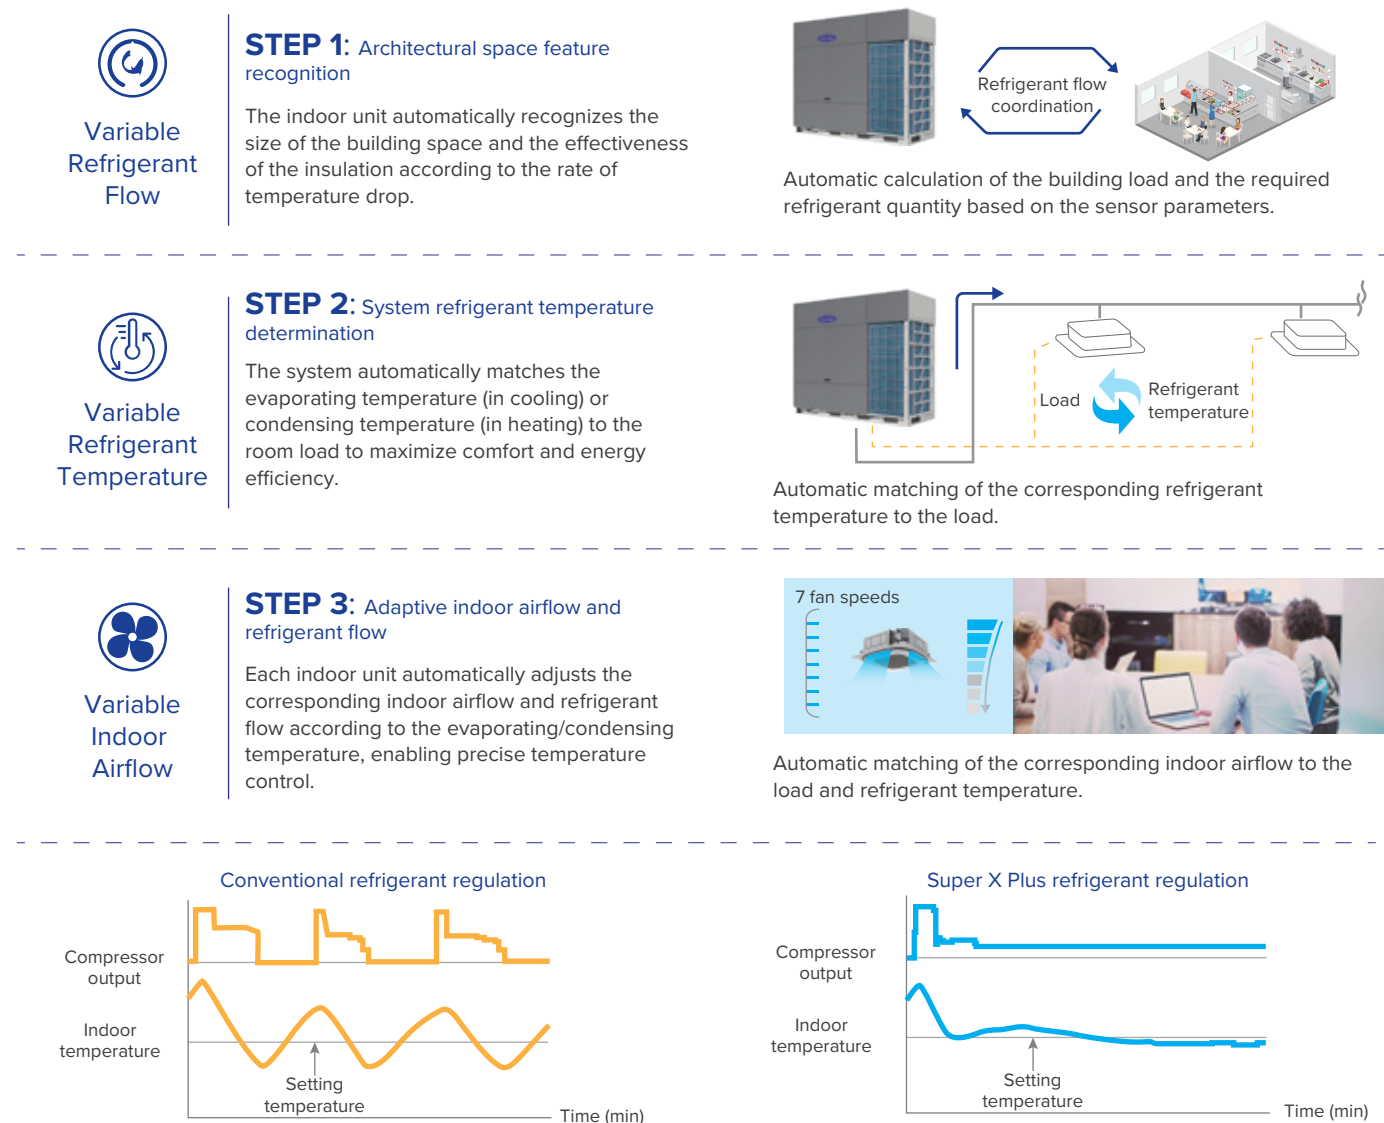 Variable
Refrigerant
Flow
STEP 1: Architectural space feature
recognition
The indoor unit automatically recognizes the
size of the building space and the effectiveness
of the insulation according to the rate of
temperature drop.
Refrigerant flow
coordination
Automatic calculation of the building load and the required
refrigerant quantity based on the sensor parameters.
Variable
Refrigerant
Temperature
STEP 2: System refrigerant temperature
determination
The system automatically matches the
evaporating temperature (in cooling) or
condensing temperature (in heating) to the
room load to maximize comfort and energy
efficiency.
Load
Refrigerant
temperature
Automatic matching of the corresponding refrigerant
temperature to the load.
Variable
Indoor
Airflow
STEP 3: Adaptive indoor airflow and
refrigerant flow
Each indoor unit automatically adjusts the
corresponding indoor airflow and refrigerant
flow according to the evaporating/condensing
temperature, enabling precise temperature
control.
7 fan speeds
Automatic matching of the corresponding indoor airflow to the
load and refrigerant temperature.
Conventional refrigerant regulation
Compressor
output
Indoor
temperature
Setting
temperature
Time (min)
Super X Plus refrigerant regulation
Compressor
output
Indoor
temperature
Setting
temperature
Time (min)